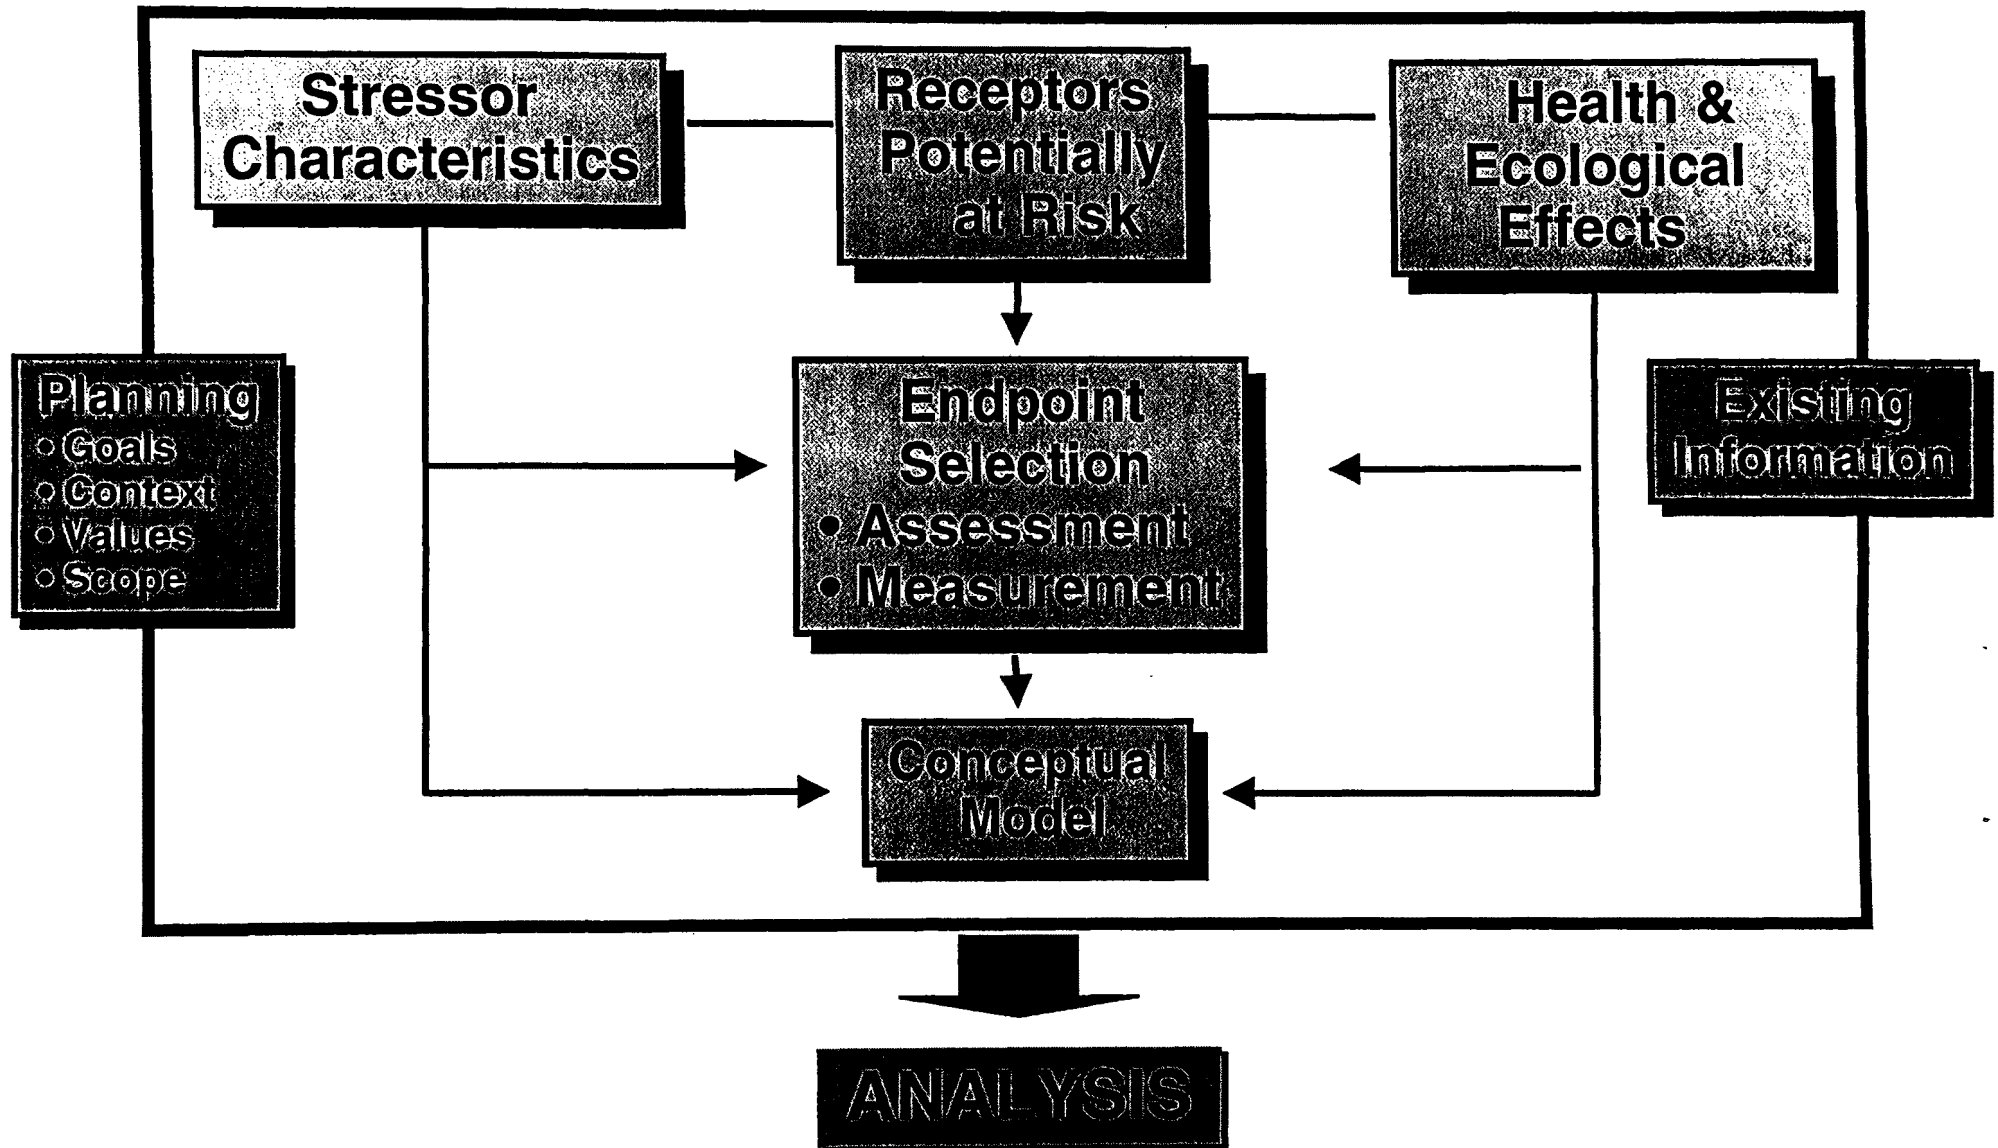 Stressor
Characteristics
Receptors
Potentially
at Risk
Health &
Ecological
Effects
Planning
• Goals
• Context
• Values
• Scope
Endpoint
Selection
• Assessment
• Measurement
Existing
Information
Conceptual
Model
ANALYSIS